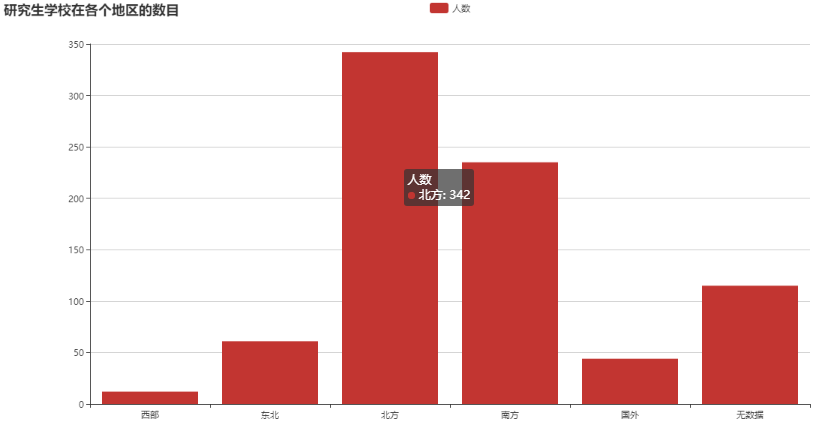 研究生学校在各个地区的数目
人数
350
300
250
200
150
100
50
0
人数
北方: 342
西部
东北
北方
南方
国外
无数据